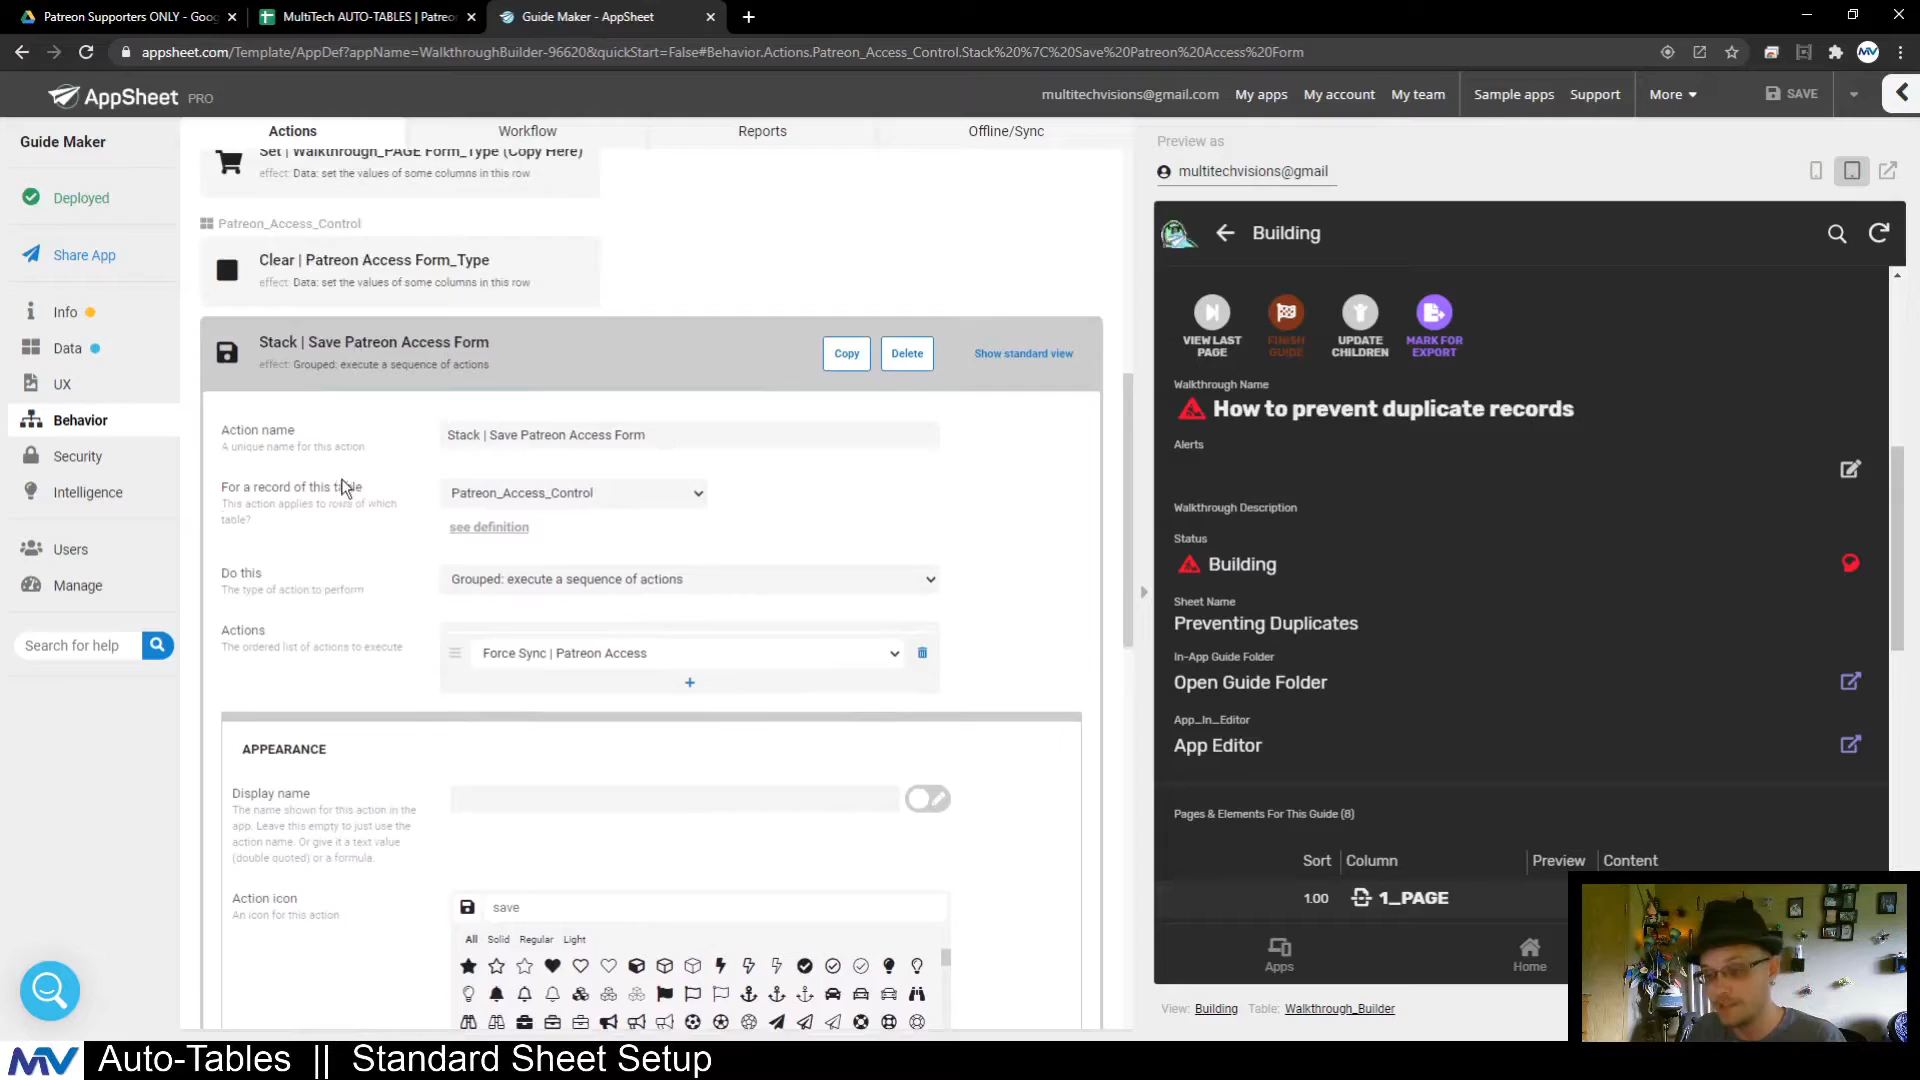 Patreon Supporters ONLY - Goog
MultiTech AUTO-TABLES | Patreon
Guide Maker - AppSheet
appsheet.com/Template/AppDef?appName=WalkthroughBuilder-96620&quickStart=False#Behavior.Actions.Patreon_Access_Control.Stack%20%7C%20Save%20Patreon%20Access%20Form
AppSheet PRO
multitechvisions@gmail.com My apps My account My team Sample apps Support More SAVE
Guide Maker
Deployed
Share App
Info
Data
UX
Behavior
Security
Intelligence
Users
Manage
Search for help
Actions Workflow Reports Offline/Sync
Set | Walkthrough_PAGE Form_Type (Copy Here)
effect: Data: set the values of some columns in this row
Patreon_Access_Control
Clear | Patreon Access Form_Type
effect: Data: set the values of some columns in this row
Stack | Save Patreon Access Form
effect: Grouped: execute a sequence of actions
Copy Delete Show standard view
Action name
A unique name for this action
Stack | Save Patreon Access Form
For a record of this table
This action applies to rows of which
table?
Patreon_Access_Control
see definition
Do this
The type of action to perform
Grouped: execute a sequence of actions
Actions
The ordered list of actions to execute
Force Sync | Patreon Access
+
APPEARANCE
Display name
The name shown for this action in the
app. Leave this empty to just use the
action name. Or give it a text value
(double quoted) or a formula.
Action icon
An icon for this action
save
All Solid Regular Light
Preview as
multitechvisions@gmail
Building
VIEW LAST
PAGE
FINISH
GUIDE
UPDATE
CHILDREN
MARK FOR
EXPORT
Walkthrough Name
How to prevent duplicate records
Alerts
Walkthrough Description
Status
Building
Sheet Name
Preventing Duplicates
In-App Guide Folder
Open Guide Folder
App_In_Editor
App Editor
Pages & Elements For This Guide (8)
Sort Column Preview Content
1.00 1_PAGE
Apps Home
View: Building Table: Walkthrough_Builder
MV Auto-Tables || Standard Sheet Setup